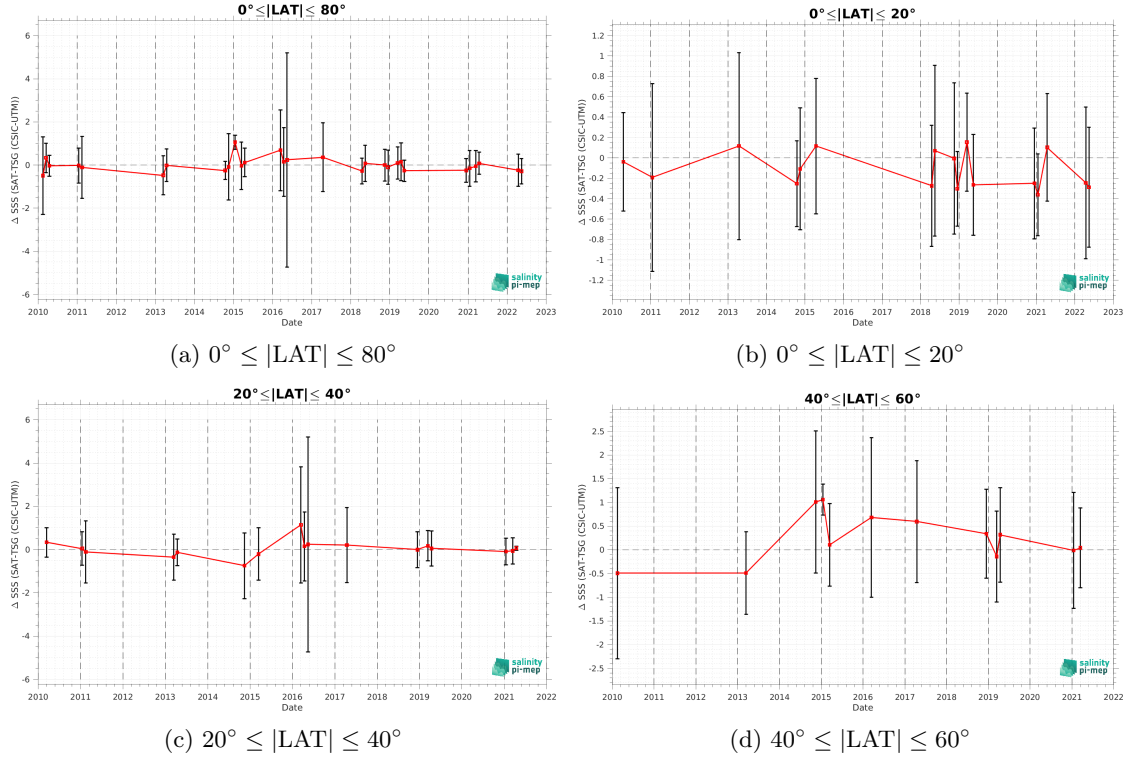 0°≤|LAT|≤ 80°
Δ SSS (SAT-TSG (CSIC-UTM))
6
4
2
0
-2
-4
-6
2010 2011 2012 2013 2014 2015 2016 2017 2018 2019 2020 2021 2022 2023
Date
salinity
pi-mep
(a) 0° ≤ |LAT| ≤ 80°
0°≤|LAT|≤ 20°
Δ SSS (SAT-TSG (CSIC-UTM))
1.2
1
0.8
0.6
0.4
0.2
0
-0.2
-0.4
-0.6
-0.8
-1
-1.2
2010 2011 2012 2013 2014 2015 2016 2017 2018 2019 2020 2021 2022 2023
Date
salinity
pi-mep
(b) 0° ≤ |LAT| ≤ 20°
20°≤|LAT|≤ 40°
Δ SSS (SAT-TSG (CSIC-UTM))
6
4
2
0
-2
-4
-6
2010 2011 2012 2013 2014 2015 2016 2017 2018 2019 2020 2021 2022
Date
salinity
pi-mep
(c) 20° ≤ |LAT| ≤ 40°
40°≤|LAT|≤ 60°
Δ SSS (SAT-TSG (CSIC-UTM))
2.5
2
1.5
1
0.5
0
-0.5
-1
-1.5
-2
-2.5
2010 2011 2012 2013 2014 2015 2016 2017 2018 2019 2020 2021 2022
Date
salinity
pi-mep
(d) 40° ≤ |LAT| ≤ 60°